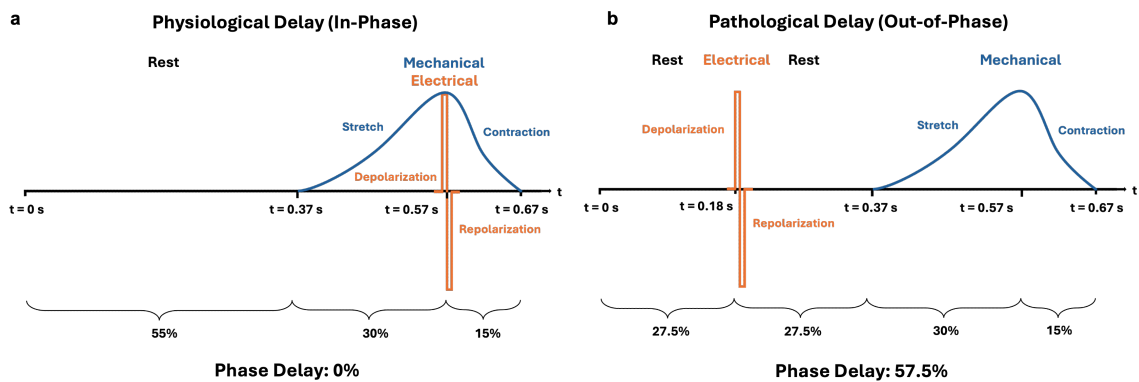 a
Physiological Delay (In-Phase)
Rest
Mechanical
Electrical
Stretch
Contraction
Depolarization
t
t = 0 s
t = 0.37 s
t = 0.57 s
t = 0.67 s
Repolarization
55%
30%
15%
Phase Delay: 0%
b
Pathological Delay (Out-of-Phase)
Rest
Electrical
Rest
Mechanical
Depolarization
Stretch
Contraction
t
t = 0 s
t = 0.18 s
t = 0.37 s
t = 0.57 s
t = 0.67 s
Repolarization
27.5%
27.5%
30%
15%
Phase Delay: 57.5%